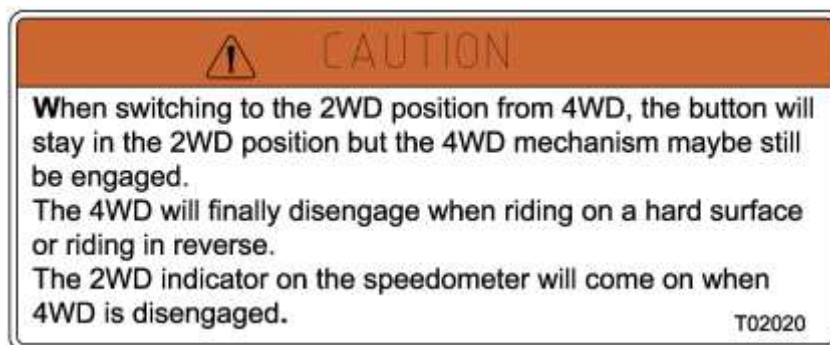 CAUTION
When switching to the 2WD position from 4WD, the button will
stay in the 2WD position but the 4WD mechanism maybe still
be engaged.
The 4WD will finally disengage when riding on a hard surface
or riding in reverse.
The 2WD indicator on the speedometer will come on when
4WD is disengaged.
T02020